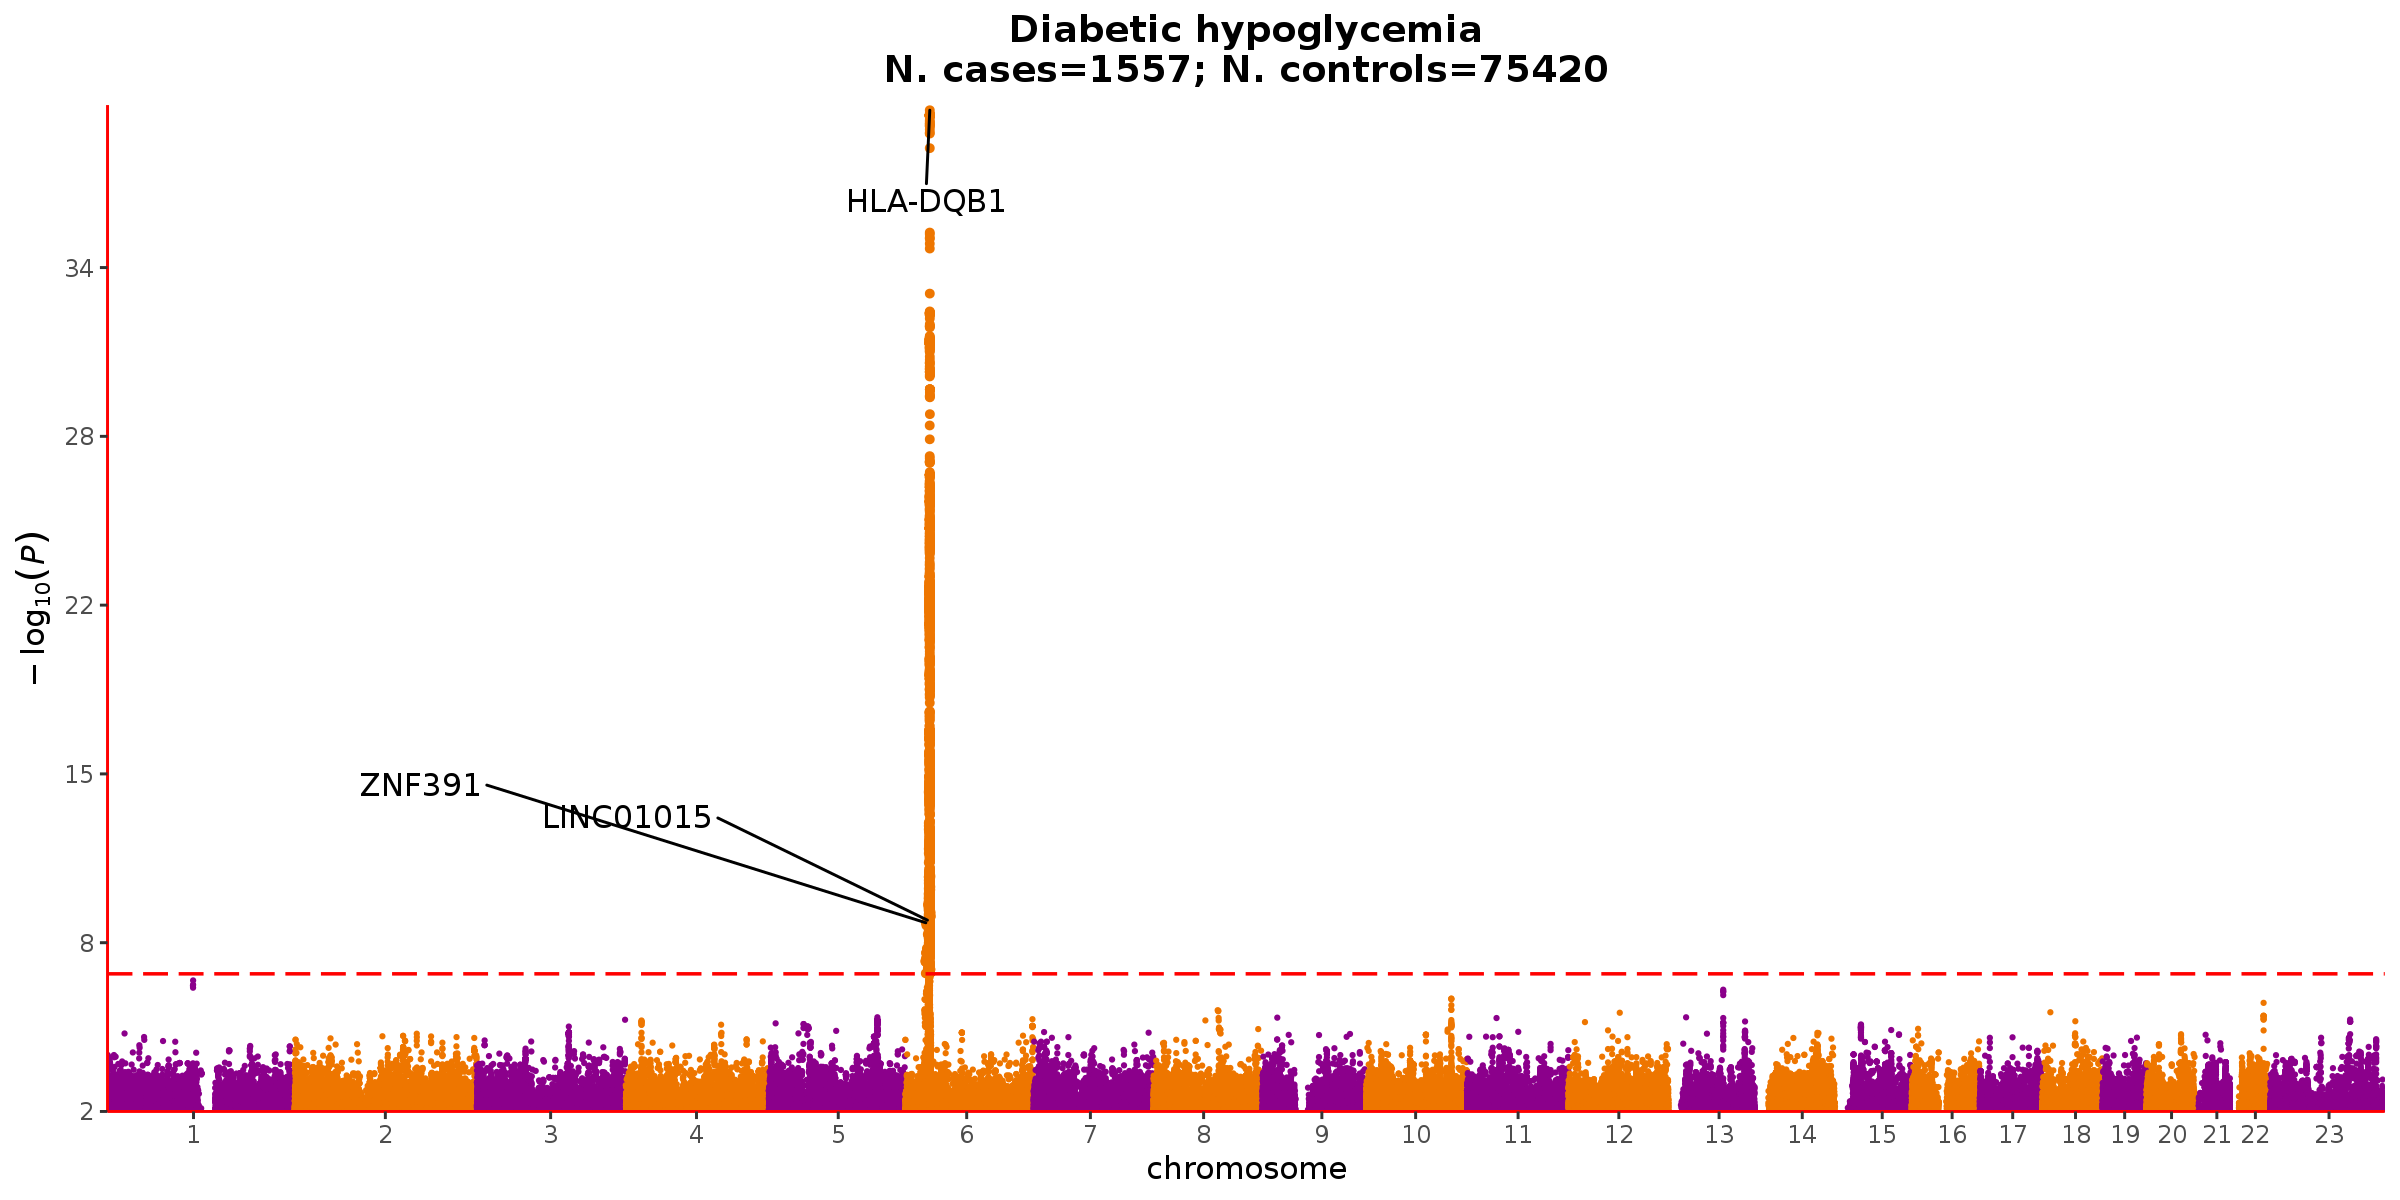 Diabetic hypoglycemia
N. cases=1557; N. controls=75420
HLA-DQB1
ZNF391
LINC01015
−log10(P)
34
28
22
15
8
2
1 2 3 4 5 6 7 8 9 10 11 12 13 14 15 16 17 18 19 20 21 22 23
chromosome